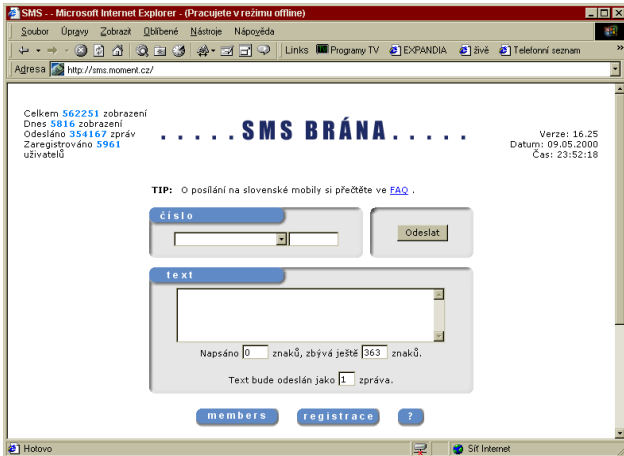 SMS - - Microsoft Internet Explorer - (Pracujete v režimu offline)
Soubor Úpravy Zobrazit Oblíbené Nástroje Nápověda
Links Programy TV EXPANDIA živě Telefonní seznam »
Adresa http://sms.moment.cz/
Celkem 562251 zobrazení
Dnes 5816 zobrazení
Odesláno 354167 zpráv
Zaregistrováno 5961
uživatelů
. . . . . SMS BRÁNA . . . . .
Verze: 16.25
Datum: 09.05.2000
Čas: 23:52:18
TIP: O posílání na slovenské mobily si přečtěte ve FAQ .
číslo
Odeslat
text
Napsáno 0 znaků, zbývá ještě 363 znaků.
Text bude odeslán jako 1 zpráva.
members registrace ?
Hotovo Síť Internet